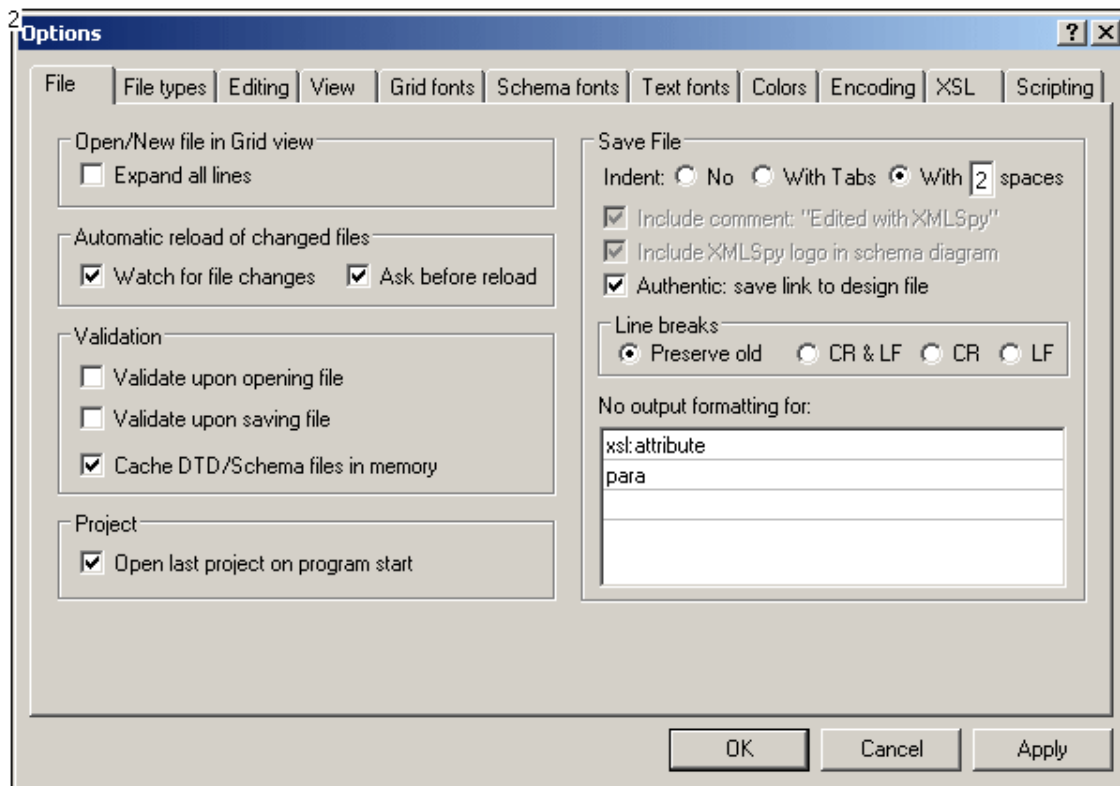 2
Options
File File types Editing View Grid fonts Schema fonts Text fonts Colors Encoding XSL Scripting
Open/New file in Grid view
Expand all lines
Automatic reload of changed files
Watch for file changes Ask before reload
Validation
Validate upon opening file
Validate upon saving file
Cache DTD/Schema files in memory
Project
Open last project on program start
Save File
Indent: No With Tabs With 2 spaces
Include comment: "Edited with XMLSpy"
Include XMLSpy logo in schema diagram
Authentic: save link to design file
Line breaks
Preserve old CR & LF CR LF
No output formatting for:
xsl:attribute
para
OK Cancel Apply